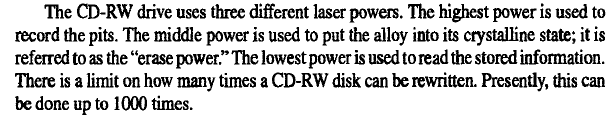 The CD-RW drive uses three different laser powers. The highest power is used to
record the pits. The middle power is used to put the alloy into its crystalline state; it is
referred to as the “erase power.” The lowest power is used to read the stored information.
There is a limit on how many times a CD-RW disk can be rewritten. Presently, this can
be done up to 1000 times.